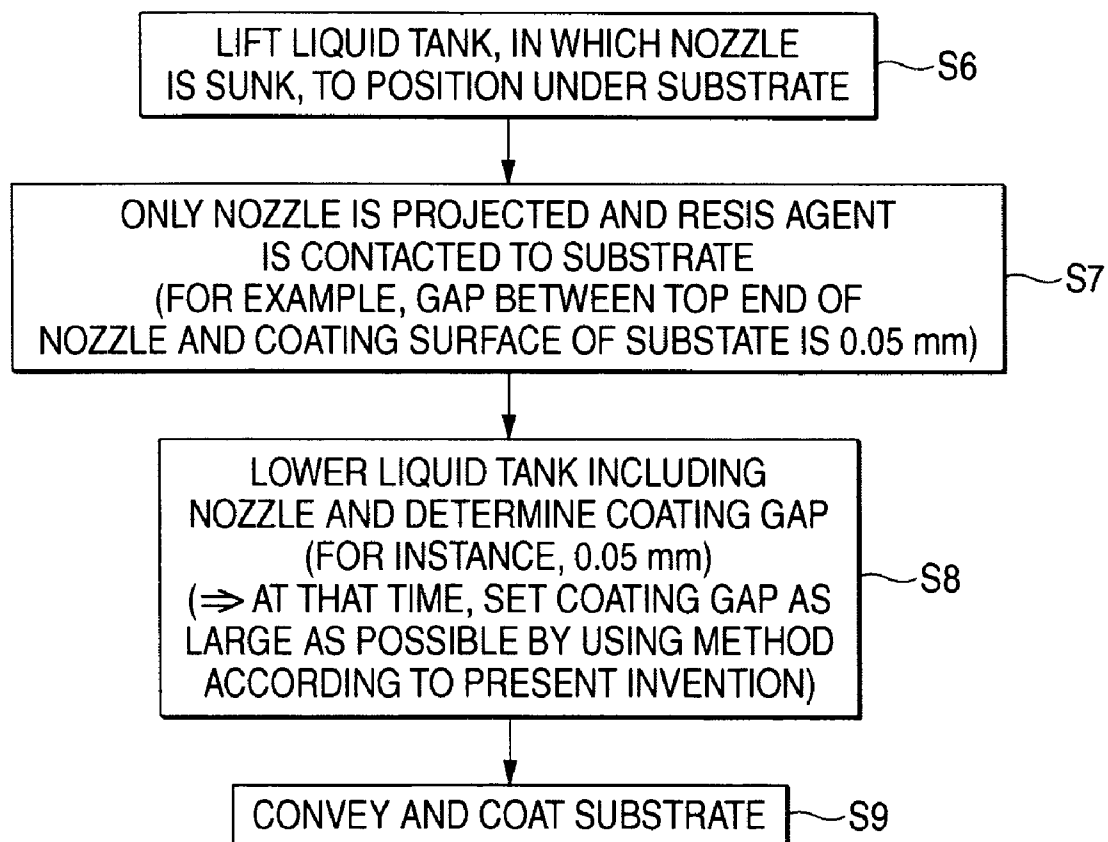 LIFT LIQUID TANK, IN WHICH NOZZLE
IS SUNK, TO POSITION UNDER SUBSTRATE
S6
ONLY NOZZLE IS PROJECTED AND RESIS AGENT
IS CONTACTED TO SUBSTRATE
(FOR EXAMPLE, GAP BETWEEN TOP END OF
NOZZLE AND COATING SURFACE OF SUBSTATE IS 0.05 mm)
S7
LOWER LIQUID TANK INCLUDING
NOZZLE AND DETERMINE COATING GAP
(FOR INSTANCE, 0.05 mm)
(⇒ AT THAT TIME, SET COATING GAP AS
LARGE AS POSSIBLE BY USING METHOD
ACCORDING TO PRESENT INVENTION)
S8
CONVEY AND COAT SUBSTRATE
S9